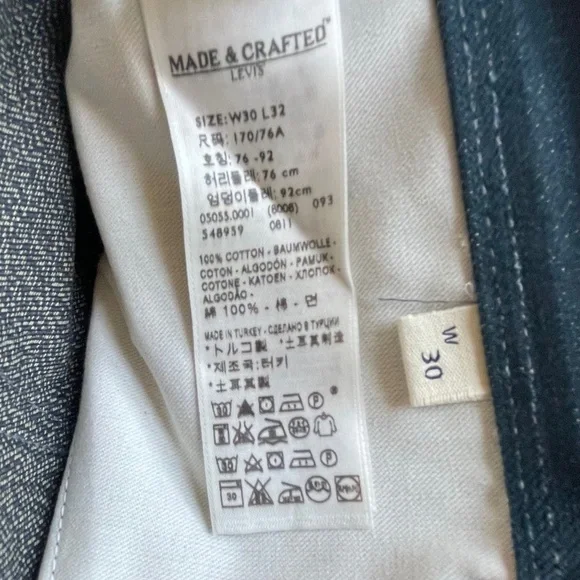 MADE & CRAFTED
LEVI'S
SIZE: W30 L32
尺码: 170/76A
호칭: 76 -92
허리둘레: 76 cm
엉덩이둘레: 92cm
05055.0001 (6006) 093
548959 0811
100% COTTON - BAUMWOLLE -
COTON - ALGODÓN - PAMUK -
COTONE - KATOEN - ХЛОПОК -
ALGODÃO -
綿 100% - 棉 - 면
MADE IN TURKEY - СДЕЛАНО В ТУРЦИИ
*トルコ製 *土耳其制造
*제조국: 터키
*土耳其製
W 30
30
P
30
P
30